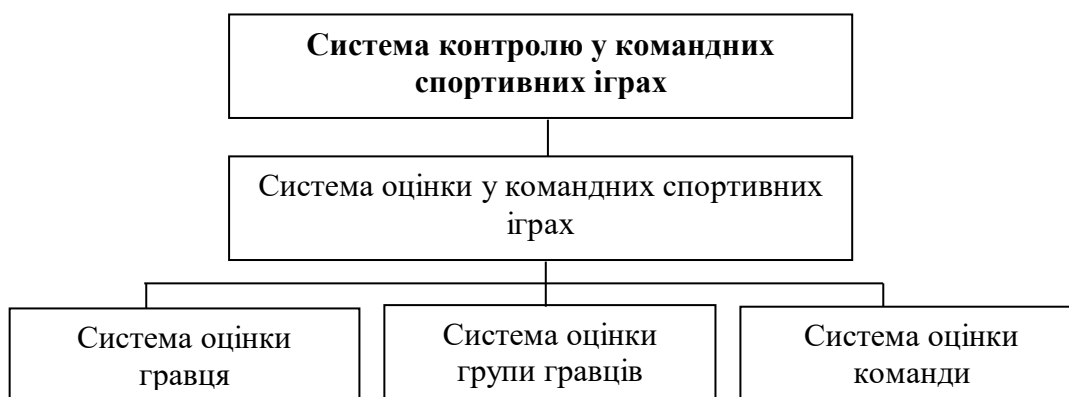 Система контролю у командних
спортивних іграх
Система оцінки у командних спортивних
іграх
Система оцінки
гравця
Система оцінки
групи гравців
Система оцінки
команди